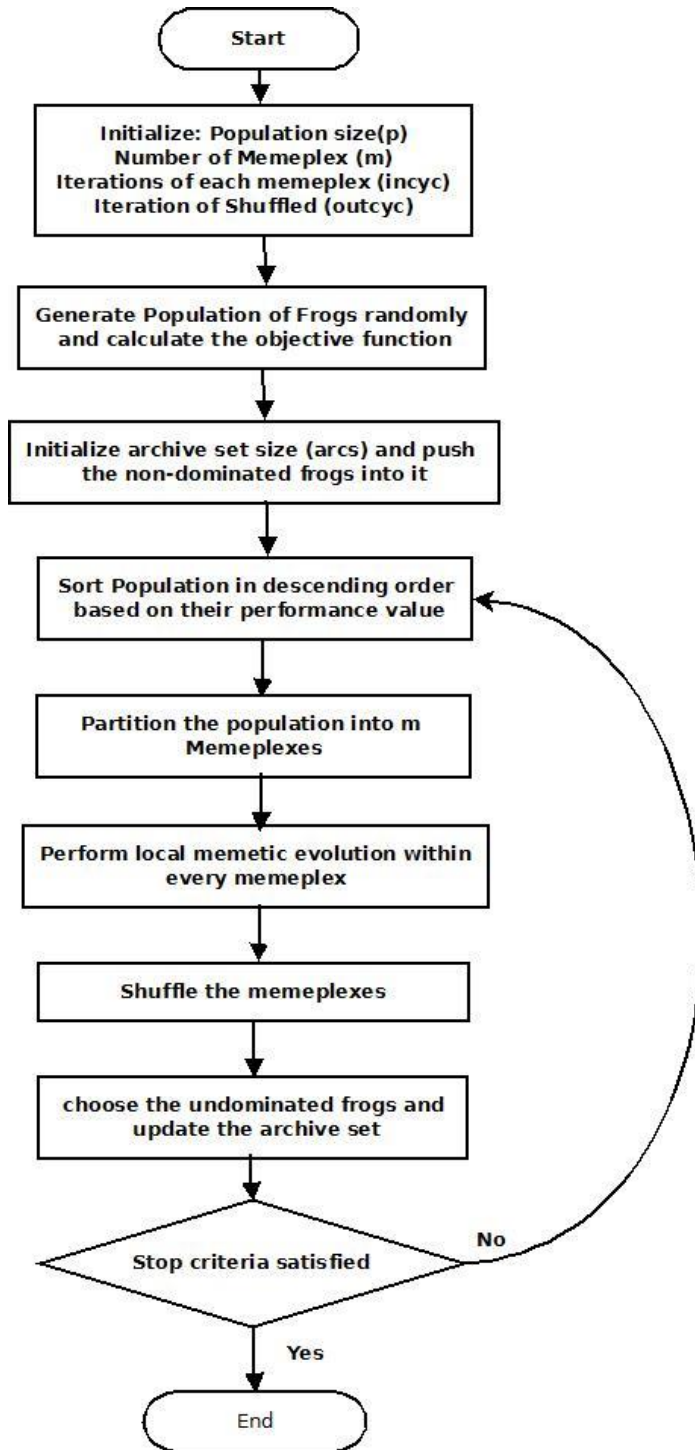 Start
Initialize: Population size(p)
Number of Memeplex (m)
Iterations of each memeplex (incyc)
Iteration of Shuffled (outcyc)
Generate Population of Frogs randomly
and calculate the objective function
Initialize archive set size (arcs) and push
the non-dominated frogs into it
Sort Population in descending order
based on their performance value
Partition the population into m
Memeplexes
Perform local memetic evolution within
every memeplex
Shuffle the memeplexes
choose the undominated frogs and
update the archive set
Stop criteria satisfied
No
Yes
End